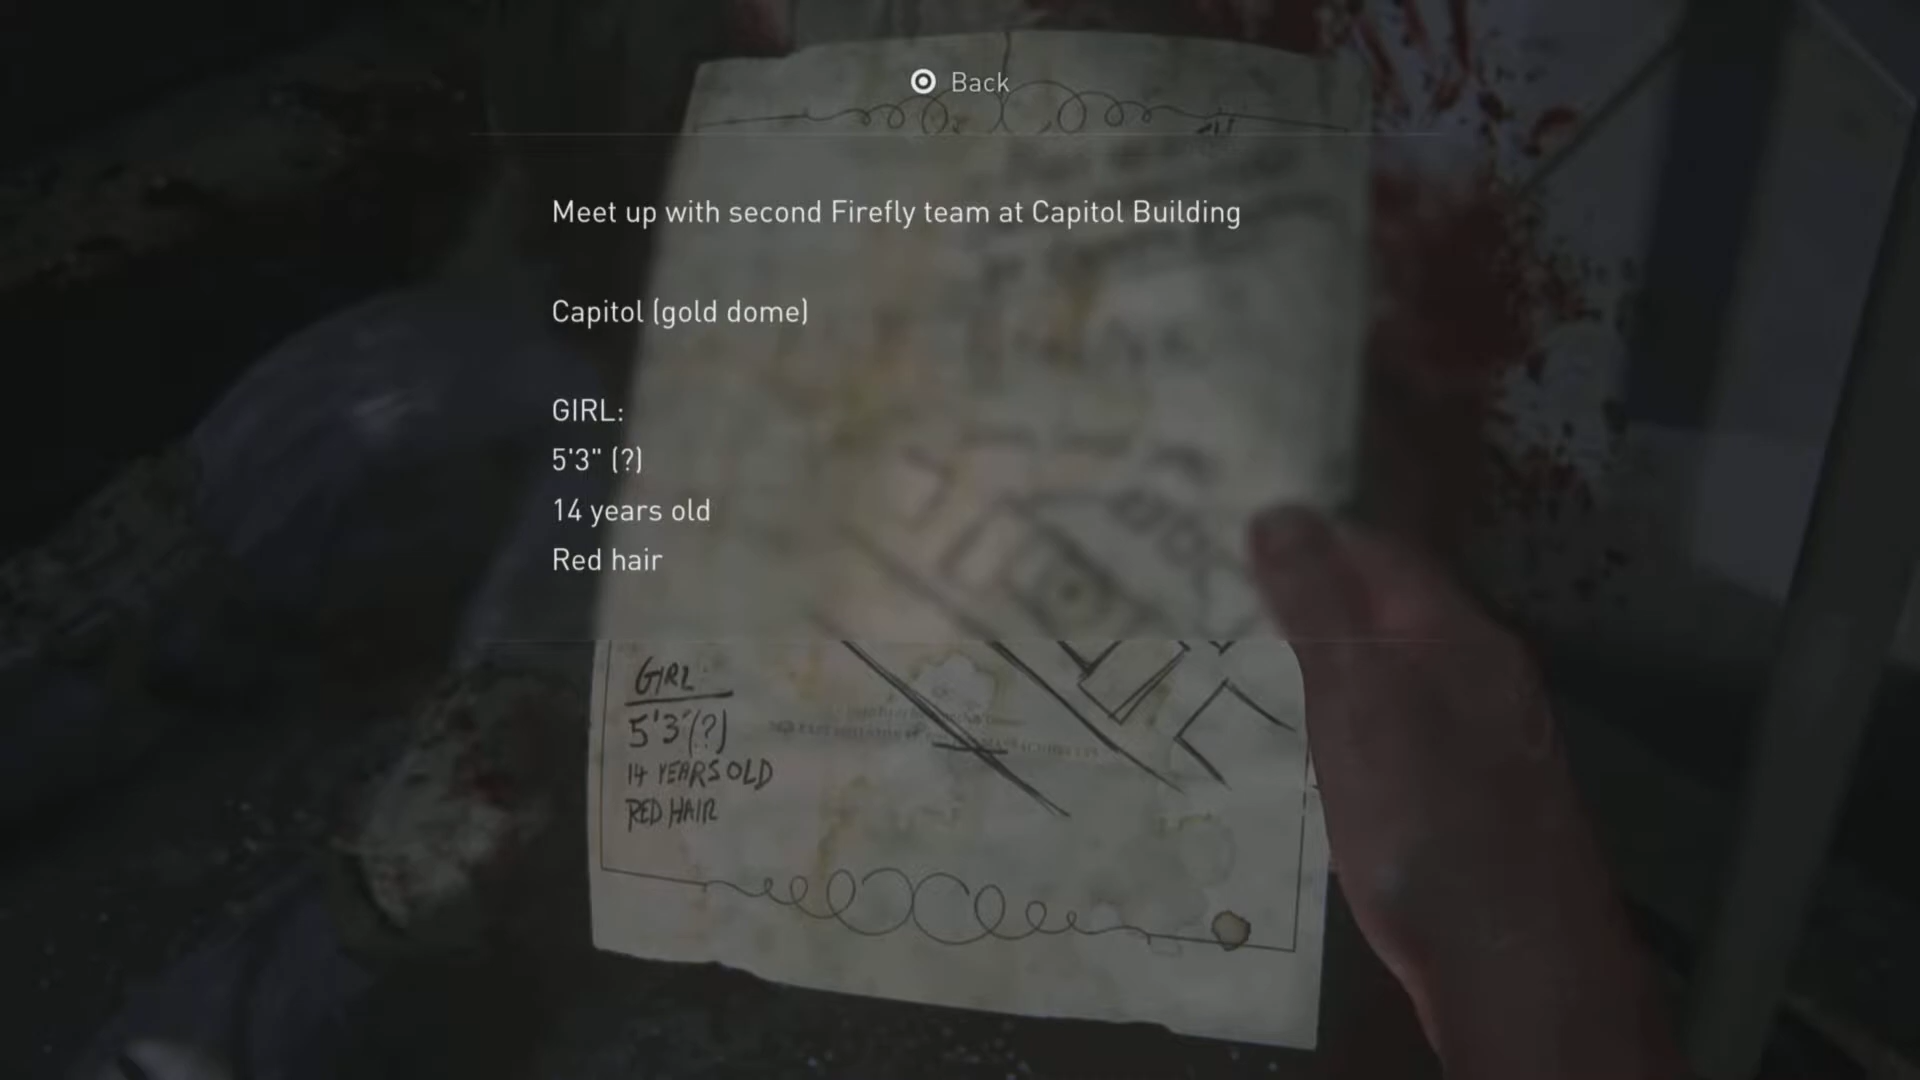 Back
Meet up with second Firefly team at Capitol Building
Capitol (gold dome)
GIRL:
5'3" (?)
14 years old
Red hair
GIRL
5'3"(?)
14 YEARS OLD
RED HAIR